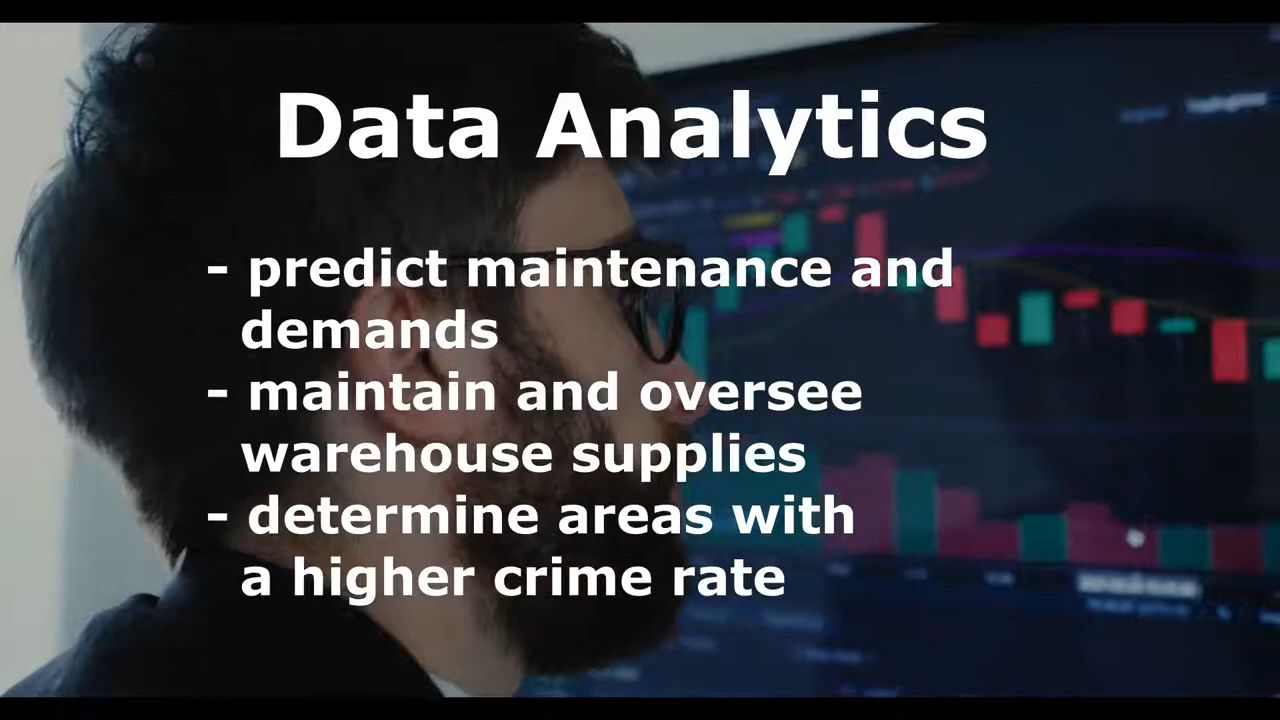 Data Analytics
- predict maintenance and
demands
- maintain and oversee
warehouse supplies
- determine areas with
a higher crime rate